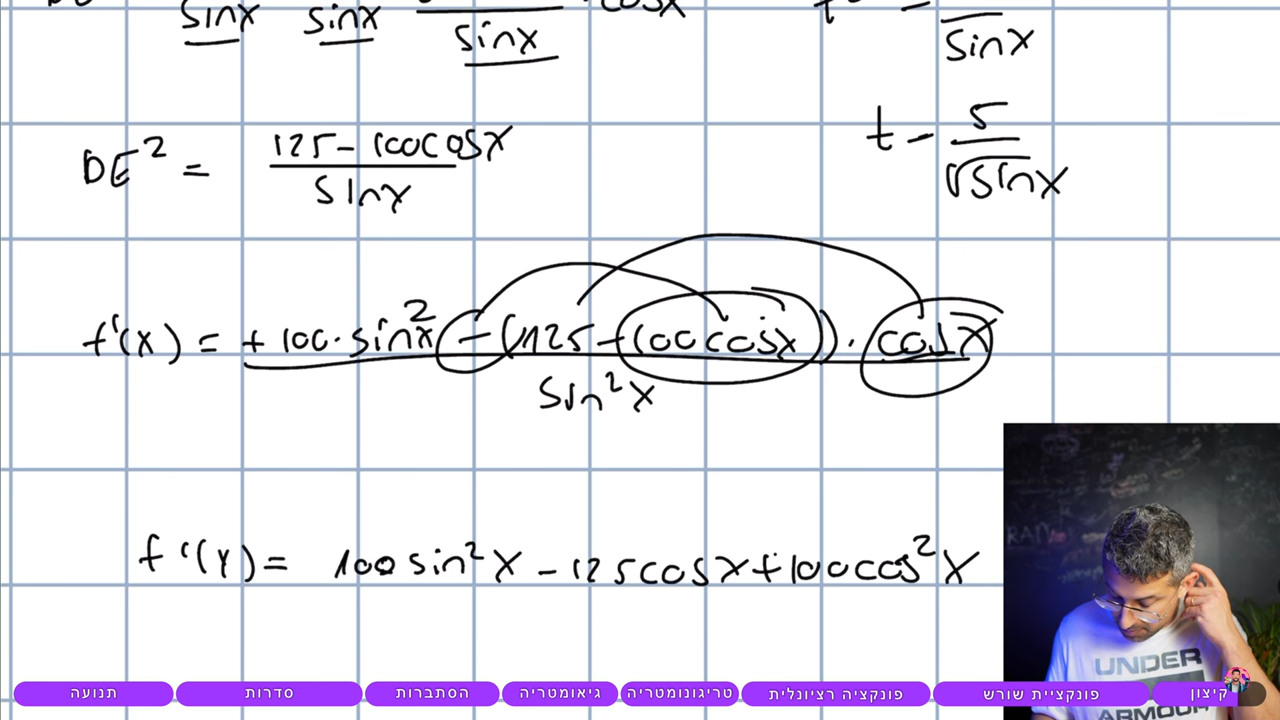 sinx sinx sinx cosx
sinx
DE² = 125 - 100cosx / sinx
t = 5 / √sinx
f'(x) = +100·sin²x - (125 - 100cosx)·cosx / sin²x
f'(x) = 100sin²x - 125cosx + 100cos²x
UNDER
ARMOUR
תנועה סדרות הסתברות גיאומטריה טריגונומטריה פונקציה רציונלית פונקציית שורש קיצון